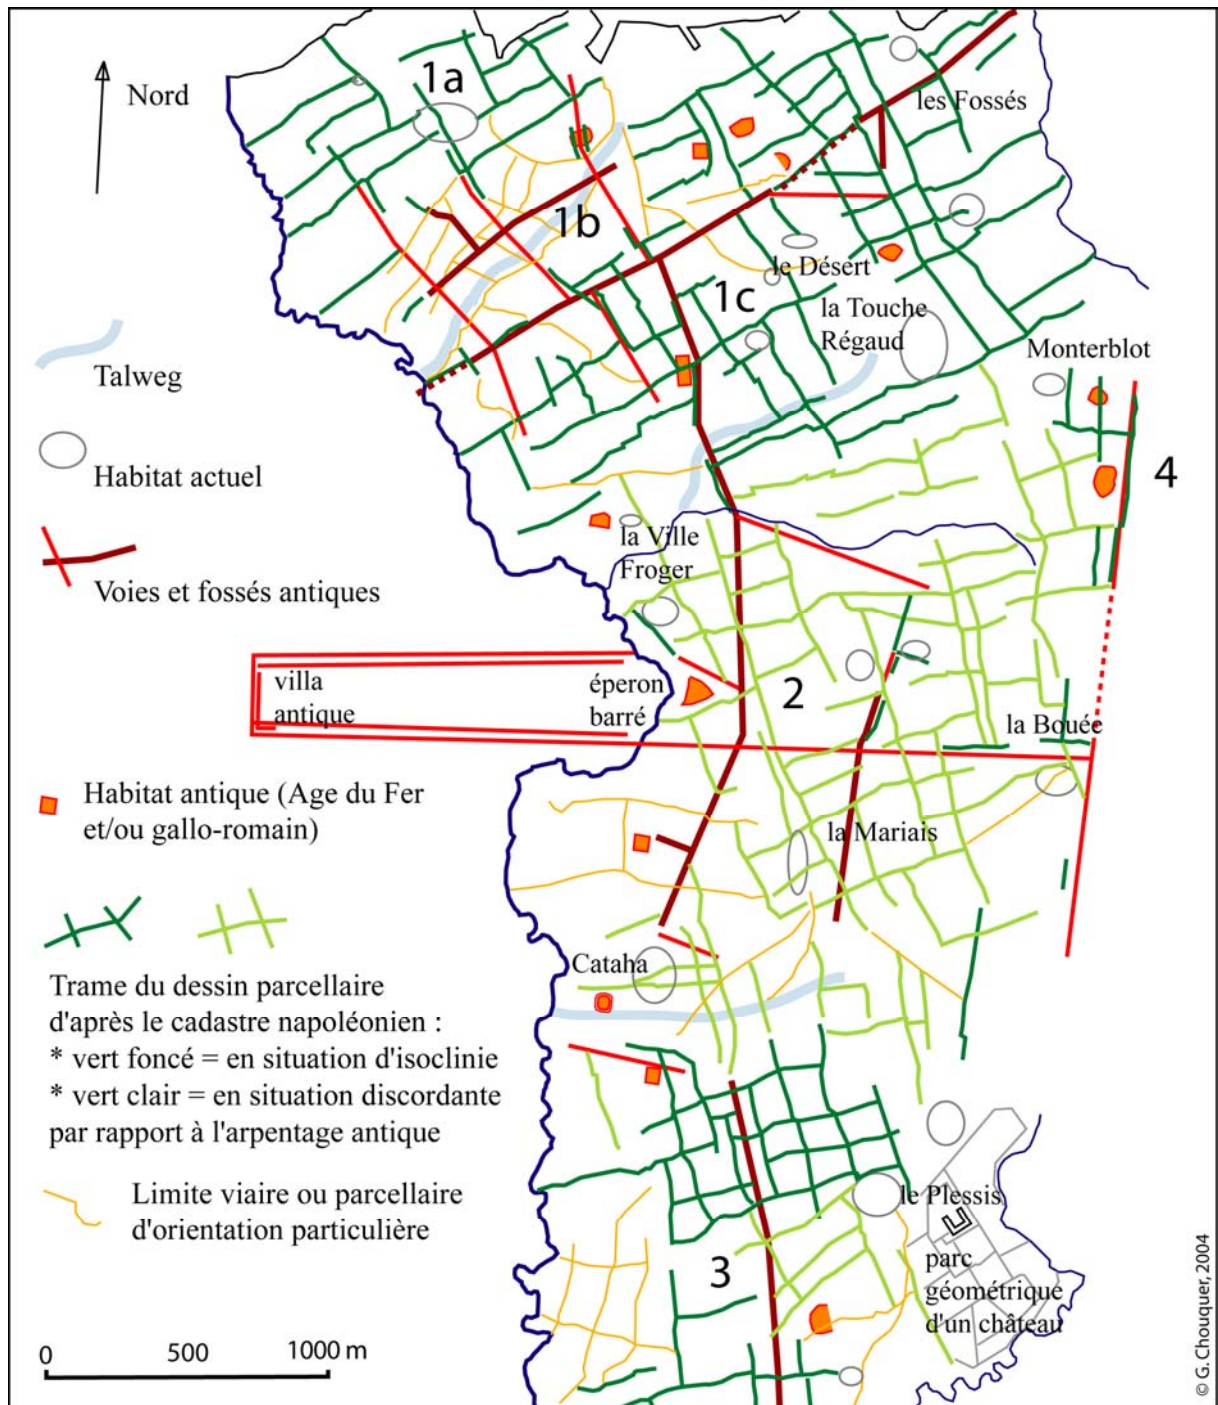 1a
Nord
les Fossés
1b
le Désert
1c
la Touche
Régaud
Monterblot
Talweg
4
Habitat actuel
la Ville
Froger
Voies et fossés antiques
villa
antique
éperon
barré
2
la Bouée
Habitat antique (Age du Fer
et/ou gallo-romain)
la Mariais
Cataha
Trame du dessin parcellaire
d'après le cadastre napoléonien :
* vert foncé = en situation d'isoclinie
* vert clair = en situation discordante
par rapport à l'arpentage antique
Limite viaire ou parcellaire
d'orientation particulière
le Plessis
3
parc
géométrique
d'un château
0 500 1000 m
© G. Chouquer, 2004